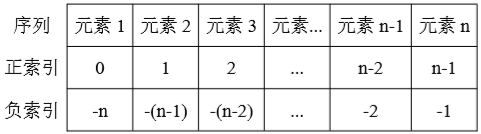 序列 元素 1 元素 2 元素 3 元素... 元素 n-1 元素 n
正索引 0 1 2 ... n-2 n-1
负索引 -n -(n-1) -(n-2) ... -2 -1